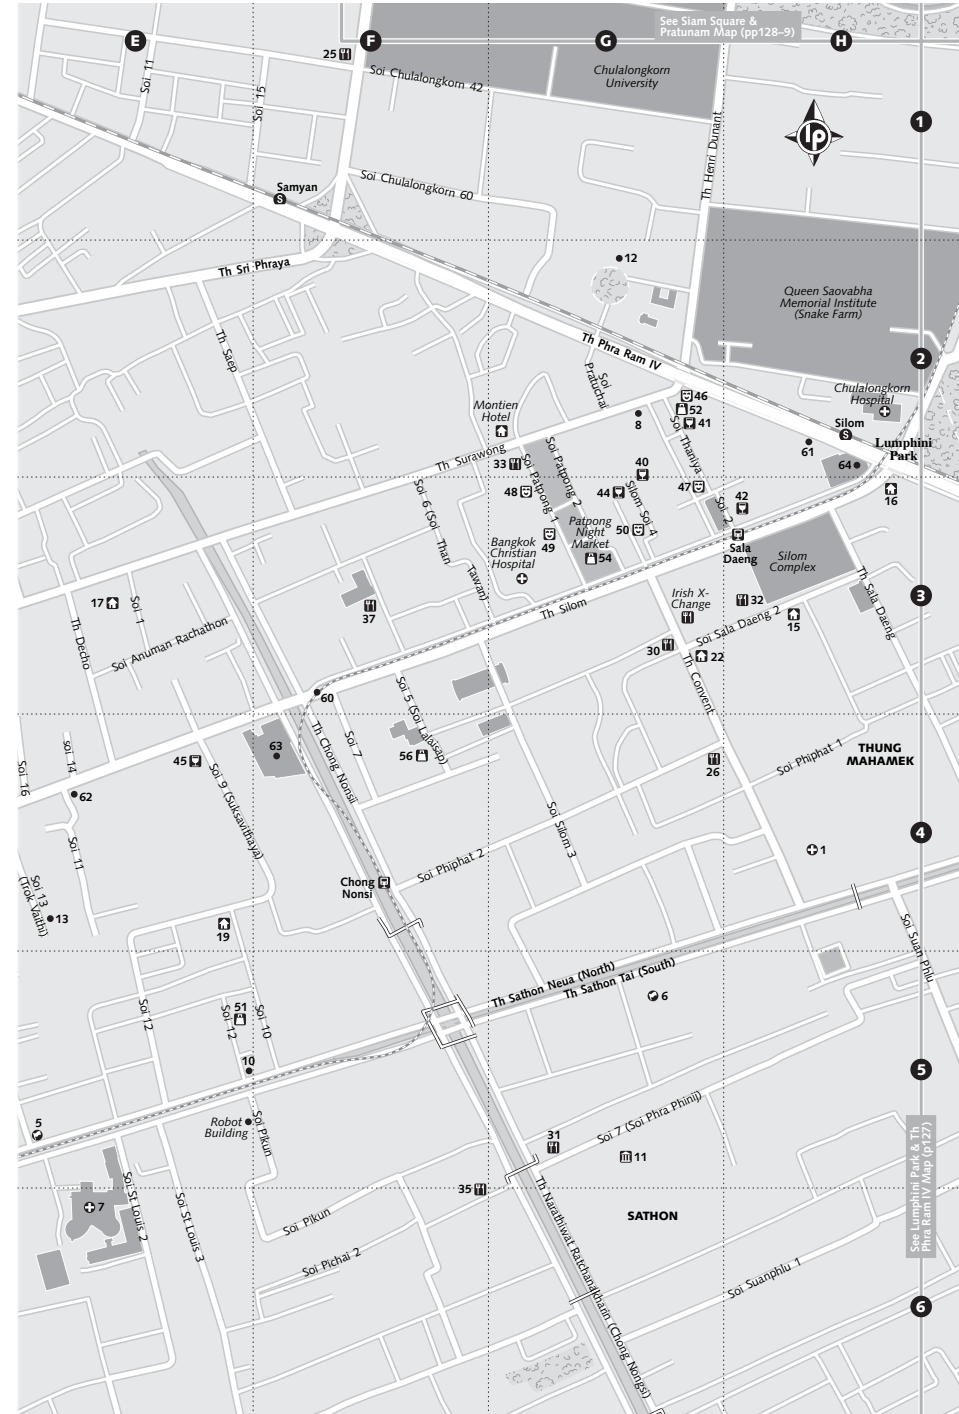 See Siam Square &
Pratunam Map (pp128–9)
E
F
G
H
25
Soi 11
Soi 15
Soi Chulalongkorn 42
Chulalongkorn
University
Th Henri Dunant
lp
1
Samyan
S
Soi Chulalongkorn 60
Th Sri Phraya
12
Queen Saovabha
Memorial Institute
(Snake Farm)
Th Saep
Th Phra Ram IV
2
Soi
Pratuchai
46
52
41
8
Chulalongkorn
Hospital
Montien
Hotel
Silom
S
Lumphini
Park
61
64
Th Surawong
33
Soi Patpong 2
Soi Patpong 1
Soi Thaniya
40
16
Soi 6 (Soi Than
Tawan)
48
44
Silom Soi 4
47
42
Soi 2
50
49
Patpong
Night
Market
54
Bangkok
Christian
Hospital
Sala
Daeng
Silom
Complex
3
17
Soi 1
37
Th Silom
Irish X-
Change
32
Soi Sala Daeng 2
15
Th Sala Daeng
Th Decho
Soi Anuman Rachathon
30
22
Th Convent
60
Soi 5 (Soi Lalaisap)
Th Chong Nonsii
Soi 7
63
56
45
Soi 14
Soi 16
62
26
Soi Phiphat 1
THUNG
MAHAMEK
Soi 9 (Suksavithaya)
Soi Silom 3
4
Soi 11
Soi Phiphat 2
1
Soi 13
(Trok Vaithi)
13
Chong
Nonsi
19
Soi Suan Phlu
Th Sathon Neua (North)
Th Sathon Tai (South)
6
Soi 12
51
Soi 12
Soi 10
10
5
5
Robot
Building
Soi Pikun
31
Soi 7 (Soi Phra Phinij)
11
See Lumphini Park & Th
Phra Ram IV Map (p127)
35
7
Soi St Louis 2
Soi St Louis 3
Soi Pikun
SATHON
Soi Pichai 2
Th Narathiwat Ratchanakharin (Chong Nongsi)
Soi Suanphlu 1
6